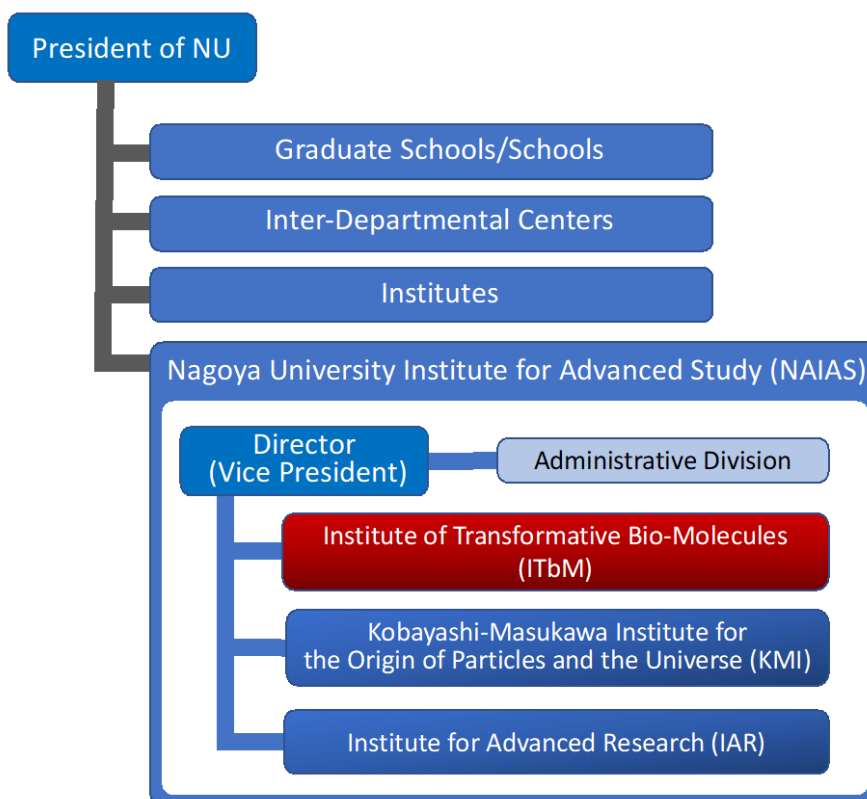 President of NU
Graduate Schools/Schools
Inter-Departmental Centers
Institutes
Nagoya University Institute for Advanced Study (NAIAS)
Director
(Vice President)
Administrative Division
Institute of Transformative Bio-Molecules
(ITbM)
Kobayashi-Masukawa Institute for
the Origin of Particles and the Universe (KMI)
Institute for Advanced Research (IAR)